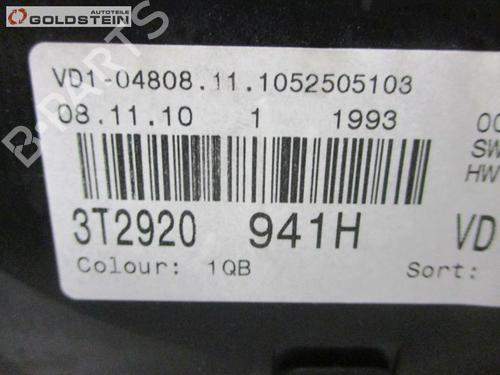 GOLDSTEIN
B-PARTS
VD1-04808.11.1052505103
08.11.10 1 1993
SW
HW
3T2920 941H VD
Colour: 1QB Sort: